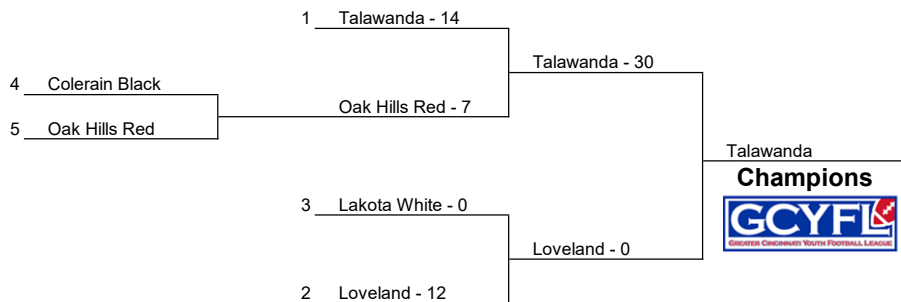 1 Talawanda - 14
Talawanda - 30
4 Colerain Black
Oak Hills Red - 7
5 Oak Hills Red
Talawanda
Champions
3 Lakota White - 0
GCYFL
GREATER CINCINNATI YOUTH FOOTBALL LEAGUE
Loveland - 0
2 Loveland - 12